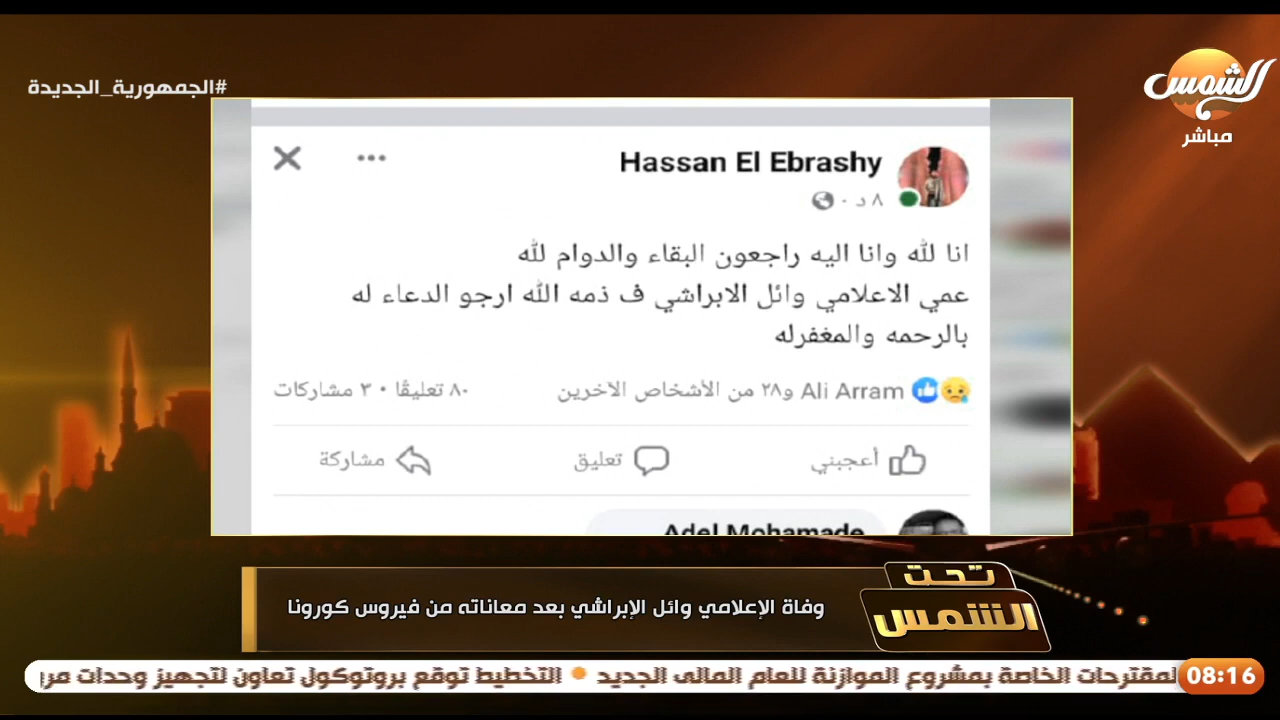 #الجمهورية_الجديدة
الشمس
مباشر
Hassan El Ebrashy
٨ د ·
انا لله وانا اليه راجعون البقاء والدوام لله
عمي الاعلامي وائل الابراشي ف ذمه الله ارجو الدعاء له
بالرحمه والمغفرله
Ali Arram و٢٨ من الأشخاص الآخرين
٨٠ تعليقًا • ٣ مشاركات
أعجبني
تعليق
مشاركة
Adel Mohamade
تحت
الشمس
وفاة الإعلامي وائل الإبراشي بعد معاناته من فيروس كورونا
08:16
لمقترحات الخاصة بمشروع الموازنة للعام المالى الجديد • التخطيط توقع بروتوكول تعاون لتجهيز وحدات